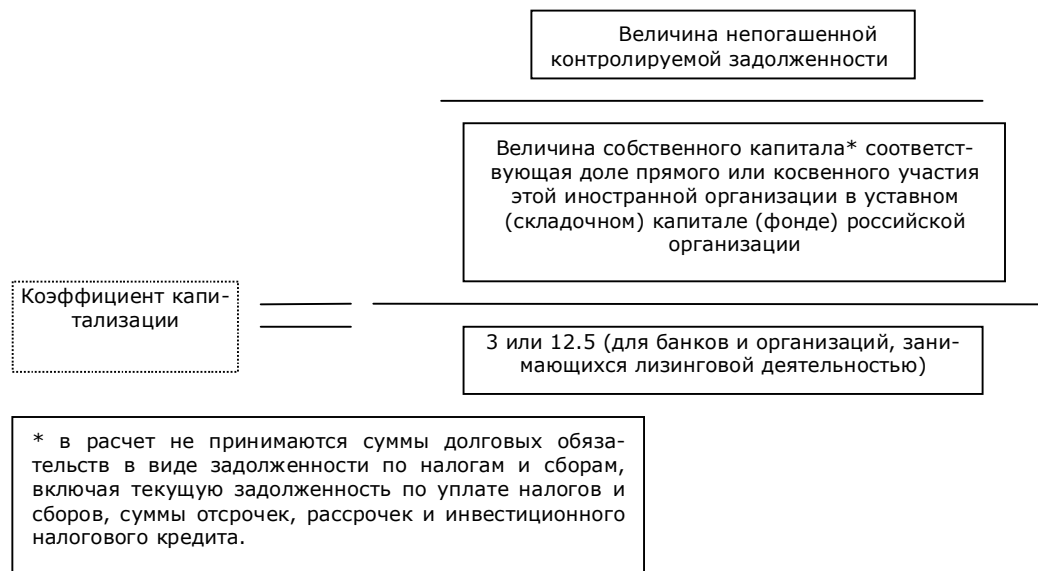 Величина непогашенной
контролируемой задолженности
Величина собственного капитала* соответст-
вующая доле прямого или косвенного участия
этой иностранной организации в уставном
(складочном) капитале (фонде) российской
организации
Коэффициент капи-
тализации
3 или 12.5 (для банков и организаций, зани-
мающихся лизинговой деятельностью)
* в расчет не принимаются суммы долговых обяза-
тельств в виде задолженности по налогам и сборам,
включая текущую задолженность по уплате налогов и
сборов, суммы отсрочек, рассрочек и инвестиционного
налогового кредита.